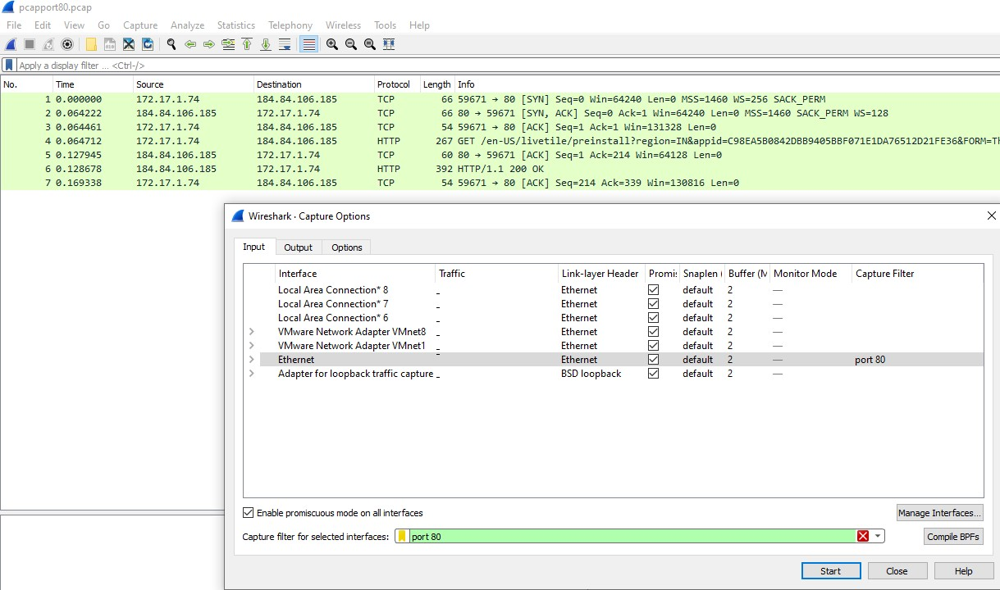 pcapport80.pcap
File Edit View Go Capture Analyze Statistics Telephony Wireless Tools Help
Apply a display filter ... <Ctrl-/>
No. Time Source Destination Protocol Length Info
1 0.000000 172.17.1.74 184.84.106.185 TCP 66 59671 → 80 [SYN] Seq=0 Win=64240 Len=0 MSS=1460 WS=256 SACK_PERM
2 0.064222 184.84.106.185 172.17.1.74 TCP 66 80 → 59671 [SYN, ACK] Seq=0 Ack=1 Win=64240 Len=0 MSS=1460 SACK_PERM WS=128
3 0.064461 172.17.1.74 184.84.106.185 TCP 54 59671 → 80 [ACK] Seq=1 Ack=1 Win=131328 Len=0
4 0.064712 172.17.1.74 184.84.106.185 HTTP 267 GET /en-US/livetile/preinstall?region=IN&appid=C98EA5B0842DBB9405BBF071E1DA76512D21FE36&FORM=Th
5 0.127945 184.84.106.185 172.17.1.74 TCP 60 80 → 59671 [ACK] Seq=1 Ack=214 Win=64128 Len=0
6 0.128678 184.84.106.185 172.17.1.74 HTTP 392 HTTP/1.1 200 OK
7 0.169338 172.17.1.74 184.84.106.185 TCP 54 59671 → 80 [ACK] Seq=214 Ack=339 Win=130816 Len=0
Wireshark · Capture Options
Input Output Options
Interface Traffic Link-layer Header Promis Snaplen ( Buffer (M Monitor Mode Capture Filter
Local Area Connection* 8 Ethernet default 2 —
Local Area Connection* 7 Ethernet default 2 —
Local Area Connection* 6 Ethernet default 2 —
VMware Network Adapter VMnet8 Ethernet default 2 —
VMware Network Adapter VMnet1 Ethernet default 2 —
Ethernet Ethernet default 2 — port 80
Adapter for loopback traffic capture BSD loopback default 2 —
Enable promiscuous mode on all interfaces Manage Interfaces...
Capture filter for selected interfaces: port 80 Compile BPFs
Start Close Help